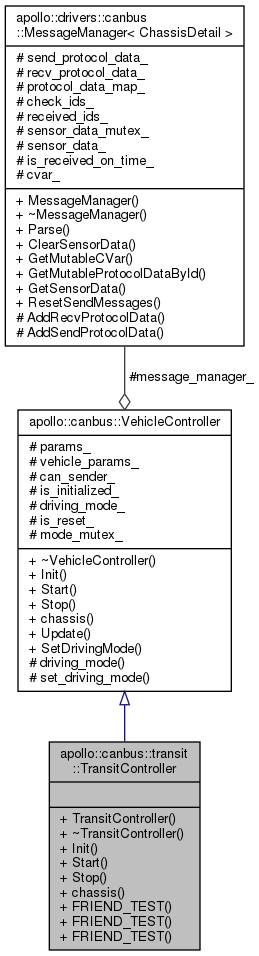 apollo::drivers::canbus
::MessageManager< ChassisDetail >
# send_protocol_data_
# recv_protocol_data_
# protocol_data_map_
# check_ids_
# received_ids_
# sensor_data_mutex_
# sensor_data_
# is_received_on_time_
# cvar_
+ MessageManager()
+ ~MessageManager()
+ Parse()
+ ClearSensorData()
+ GetMutableCVar()
+ GetMutableProtocolDataById()
+ GetSensorData()
+ ResetSendMessages()
# AddRecvProtocolData()
# AddSendProtocolData()
#message_manager_
apollo::canbus::VehicleController
# params_
# vehicle_params_
# can_sender_
# is_initialized_
# driving_mode_
# is_reset_
# mode_mutex_
+ ~VehicleController()
+ Init()
+ Start()
+ Stop()
+ chassis()
+ Update()
+ SetDrivingMode()
# driving_mode()
# set_driving_mode()
apollo::canbus::transit
::TransitController
+ TransitController()
+ ~TransitController()
+ Init()
+ Start()
+ Stop()
+ chassis()
+ FRIEND_TEST()
+ FRIEND_TEST()
+ FRIEND_TEST()